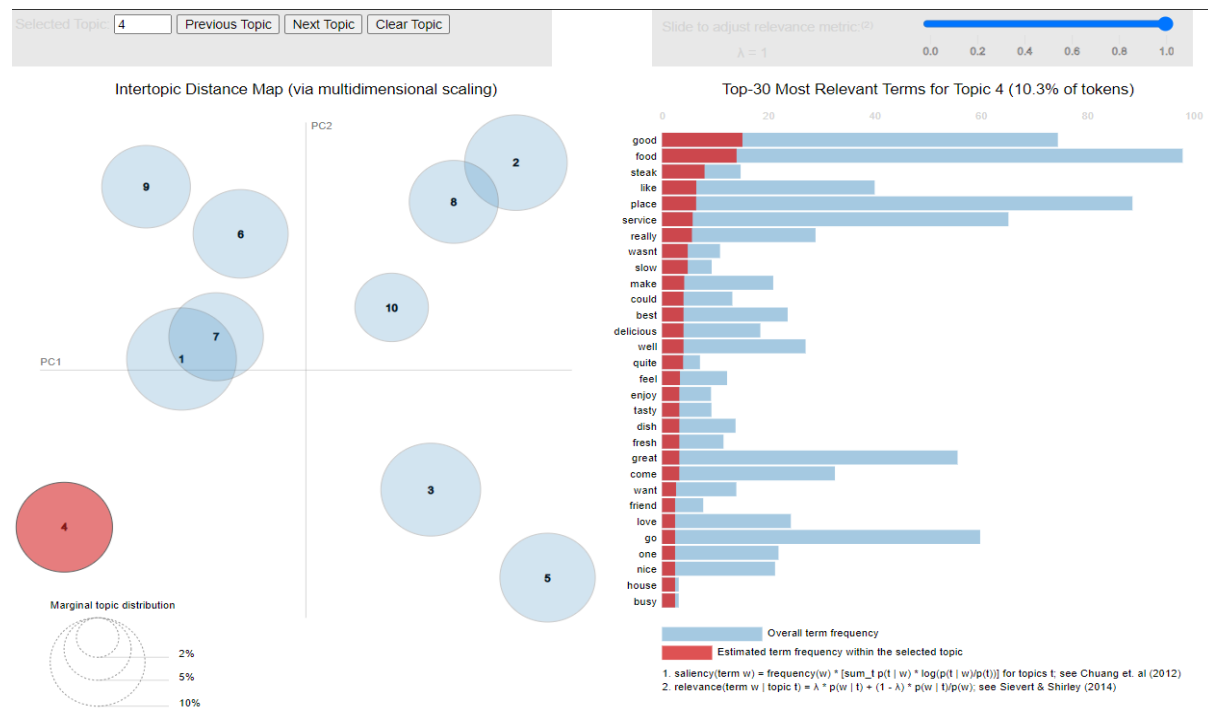 Selected Topic: 4 Previous Topic Next Topic Clear Topic
Slide to adjust relevance metric:(2)
λ = 1
0.0 0.2 0.4 0.6 0.8 1.0
Intertopic Distance Map (via multidimensional scaling)
PC2
PC1
2
9
8
6
10
7
1
3
4
5
Marginal topic distribution
2%
5%
10%
Top-30 Most Relevant Terms for Topic 4 (10.3% of tokens)
0 20 40 60 80 100
good
food
steak
like
place
service
really
wasnt
slow
make
could
best
delicious
well
quite
feel
enjoy
tasty
dish
fresh
great
come
want
friend
love
go
one
nice
house
busy
Overall term frequency
Estimated term frequency within the selected topic
1. saliency(term w) = frequency(w) * [sum_t p(t | w) * log(p(t | w)/p(t))] for topics t; see Chuang et. al (2012)
2. relevance(term w | topic t) = λ * p(w | t) + (1 - λ) * p(w | t)/p(w); see Sievert & Shirley (2014)